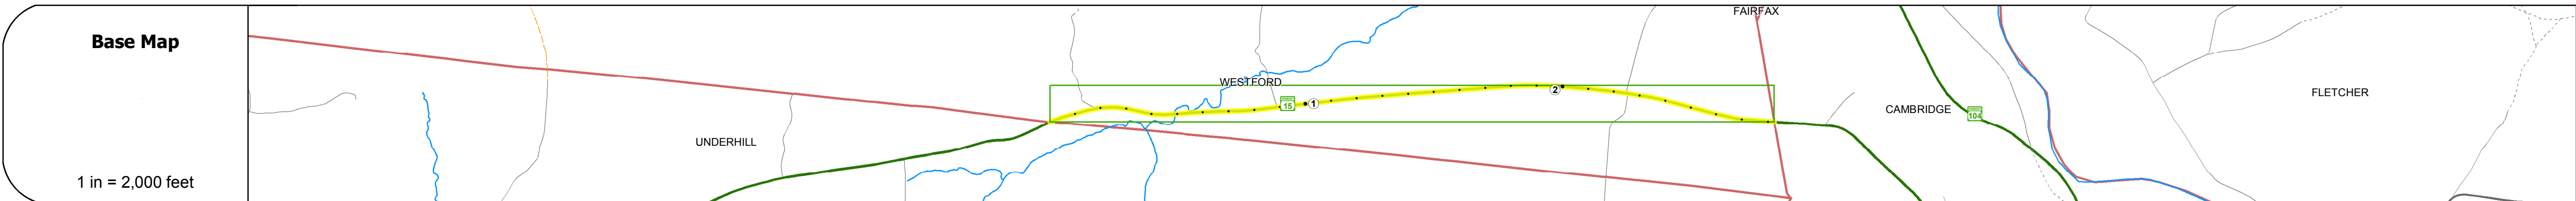 Base Map
1 in = 2,000 feet
UNDERHILL
WESTFORD
15
1
2
FAIRFAX
CAMBRIDGE
104
FLETCHER